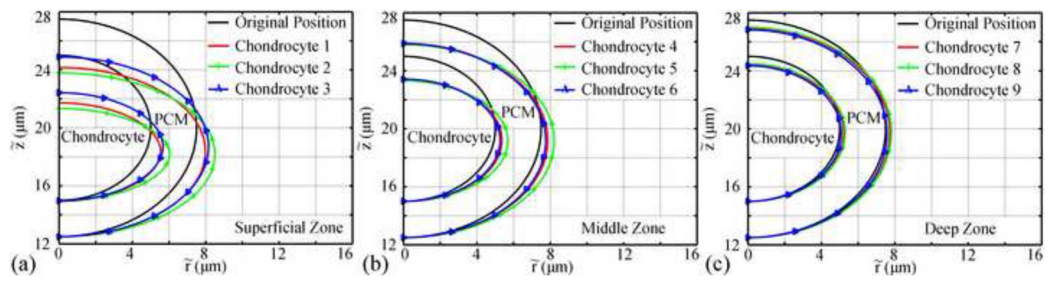 28
24
20
16
12
z̃ (μm)
Original Position
Chondrocyte 1
Chondrocyte 2
Chondrocyte 3
PCM
Chondrocyte
Superficial Zone
0 4 8 12 16
(a)
r̃ (μm)
28
24
20
16
12
z̃ (μm)
Original Position
Chondrocyte 4
Chondrocyte 5
Chondrocyte 6
PCM
Chondrocyte
Middle Zone
0 4 8 12 16
(b)
r̃ (μm)
28
24
20
16
12
z̃ (μm)
Original Position
Chondrocyte 7
Chondrocyte 8
Chondrocyte 9
PCM
Chondrocyte
Deep Zone
0 4 8 12 16
(c)
r̃ (μm)